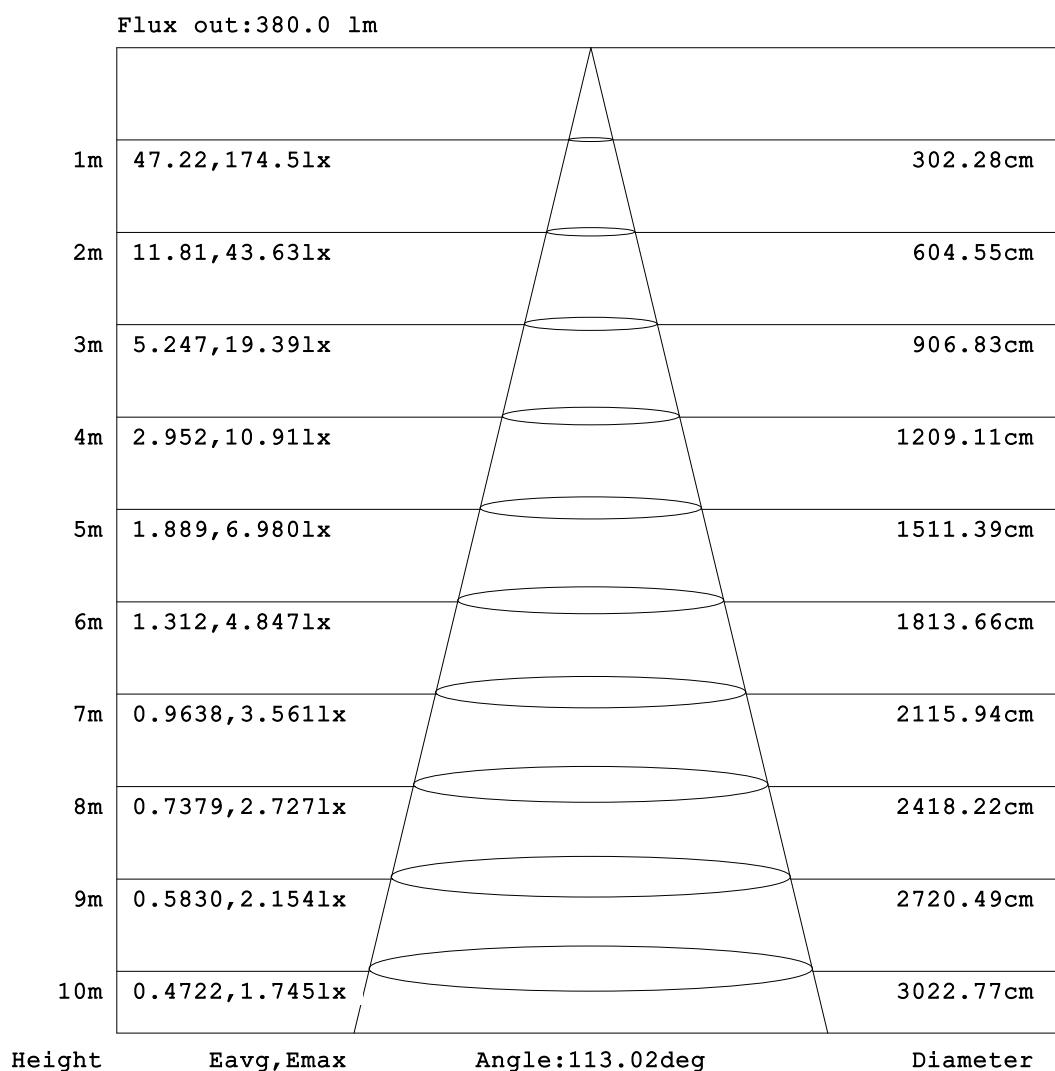 Flux out:380.0 lm
1m 47.22,174.5lx 302.28cm
2m 11.81,43.63lx 604.55cm
3m 5.247,19.39lx 906.83cm
4m 2.952,10.91lx 1209.11cm
5m 1.889,6.980lx 1511.39cm
6m 1.312,4.847lx 1813.66cm
7m 0.9638,3.561lx 2115.94cm
8m 0.7379,2.727lx 2418.22cm
9m 0.5830,2.154lx 2720.49cm
10m 0.4722,1.745lx 3022.77cm
Height Eavg,Emax Angle:113.02deg Diameter